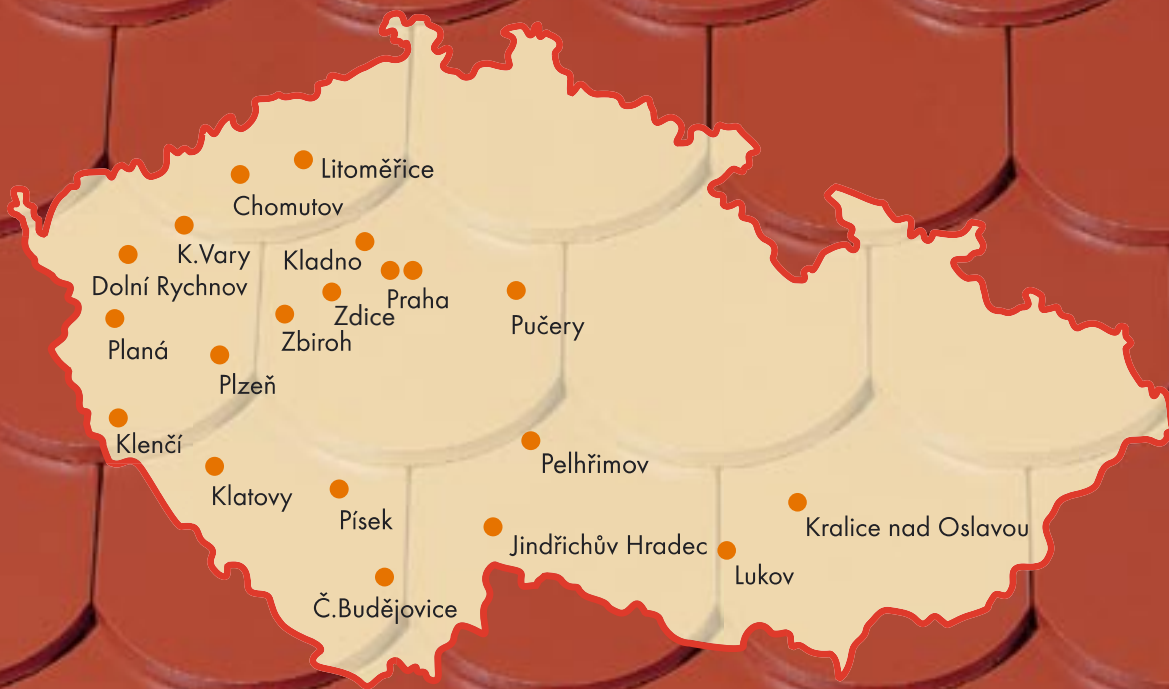 Litoměřice
Chomutov
K.Vary
Kladno
Dolní Rychnov
Praha
Zdice
Pučery
Zbiroh
Planá
Plzeň
Klenčí
Pelhřimov
Klatovy
Písek
Kralice nad Oslavou
Jindřichův Hradec
Lukov
Č.Budějovice